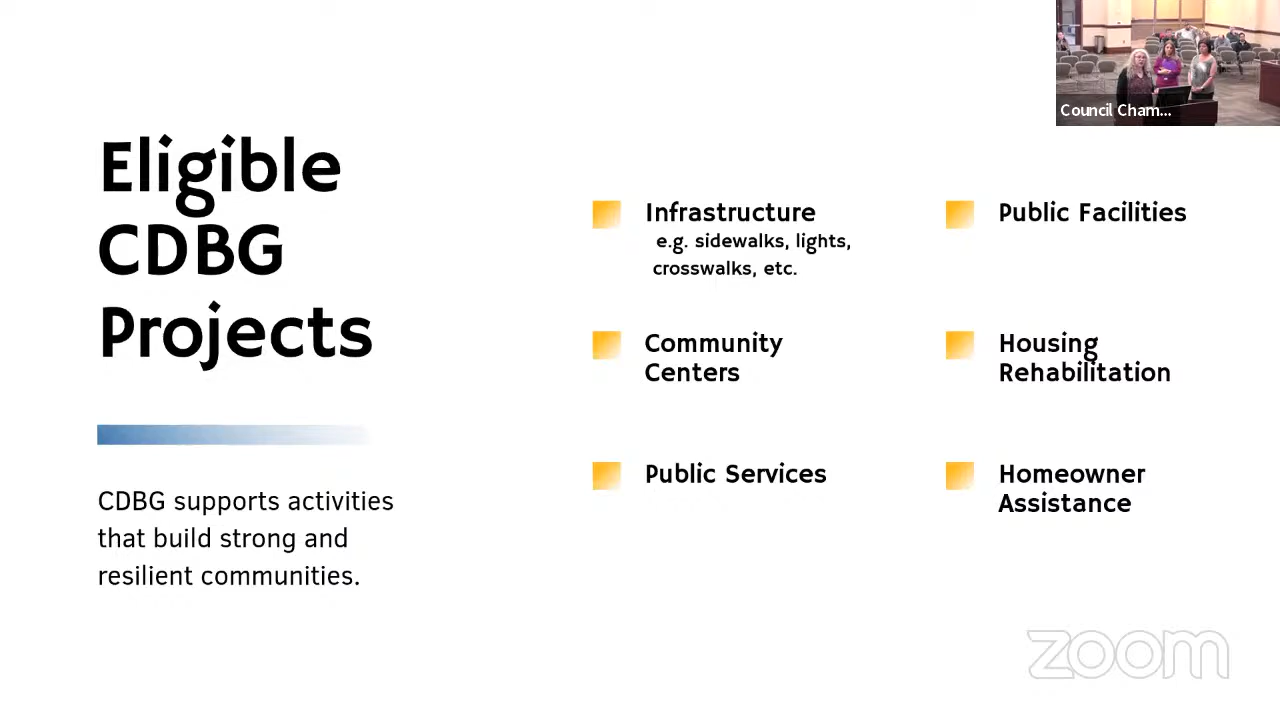 Council Cham...
Eligible
CDBG
Projects
CDBG supports activities
that build strong and
resilient communities.
Infrastructure
e.g. sidewalks, lights,
crosswalks, etc.
Public Facilities
Community
Centers
Housing
Rehabilitation
Public Services
Homeowner
Assistance
zoom